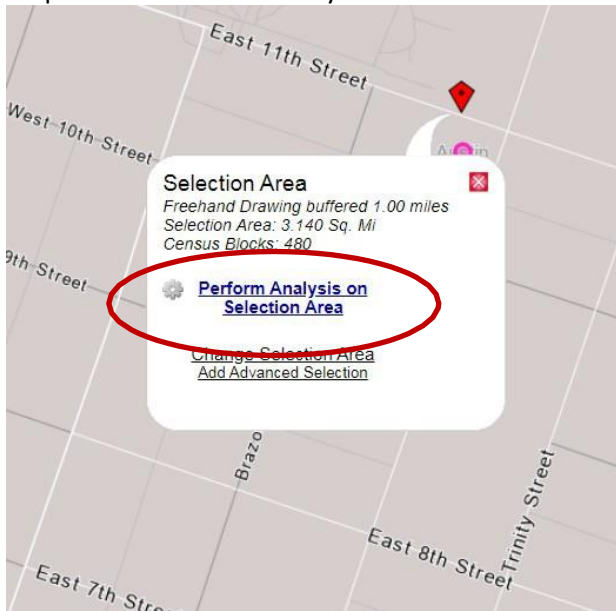 East 11th Street
West 10th Street
Selection Area
Freehand Drawing buffered 1.00 miles
Selection Area: 3.140 Sq. Mi
Census Blocks: 480
9th Street
Perform Analysis on
Selection Area
Change Selection Area
Add Advanced Selection
Brazo
Trinity Street
East 8th Street
East 7th Stree